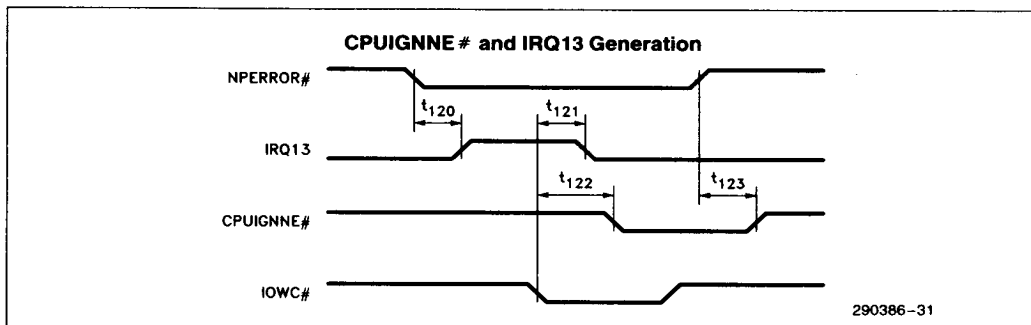 CPUIGNNE# and IRQ13 Generation
NPERROR#
t120 t121
IRQ13
t122 t123
CPUIGNNE#
IOWC#
290386-31